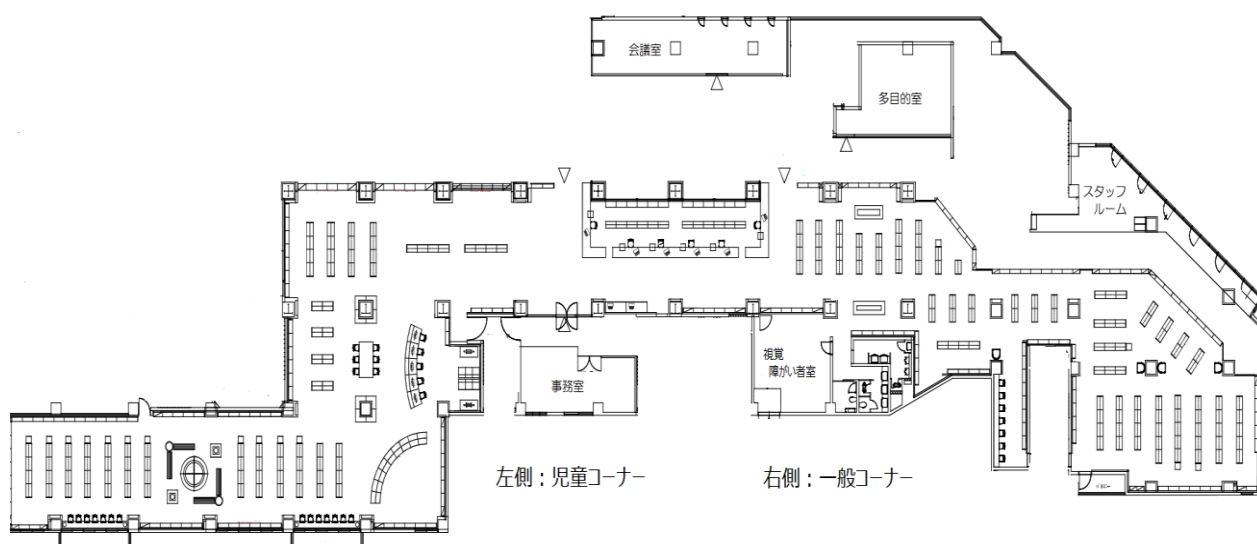 会議室
多目的室
スタッフ
ルーム
視覚
障がい者室
事務室
左側：児童コーナー
右側：一般コーナー